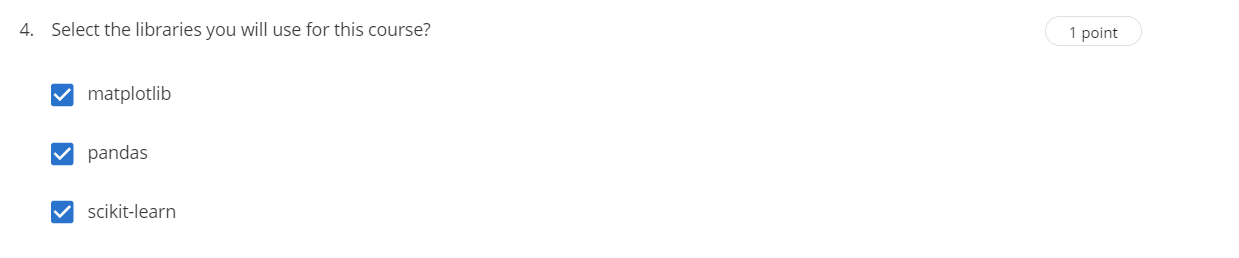 4. Select the libraries you will use for this course?
1 point
matplotlib
pandas
scikit-learn